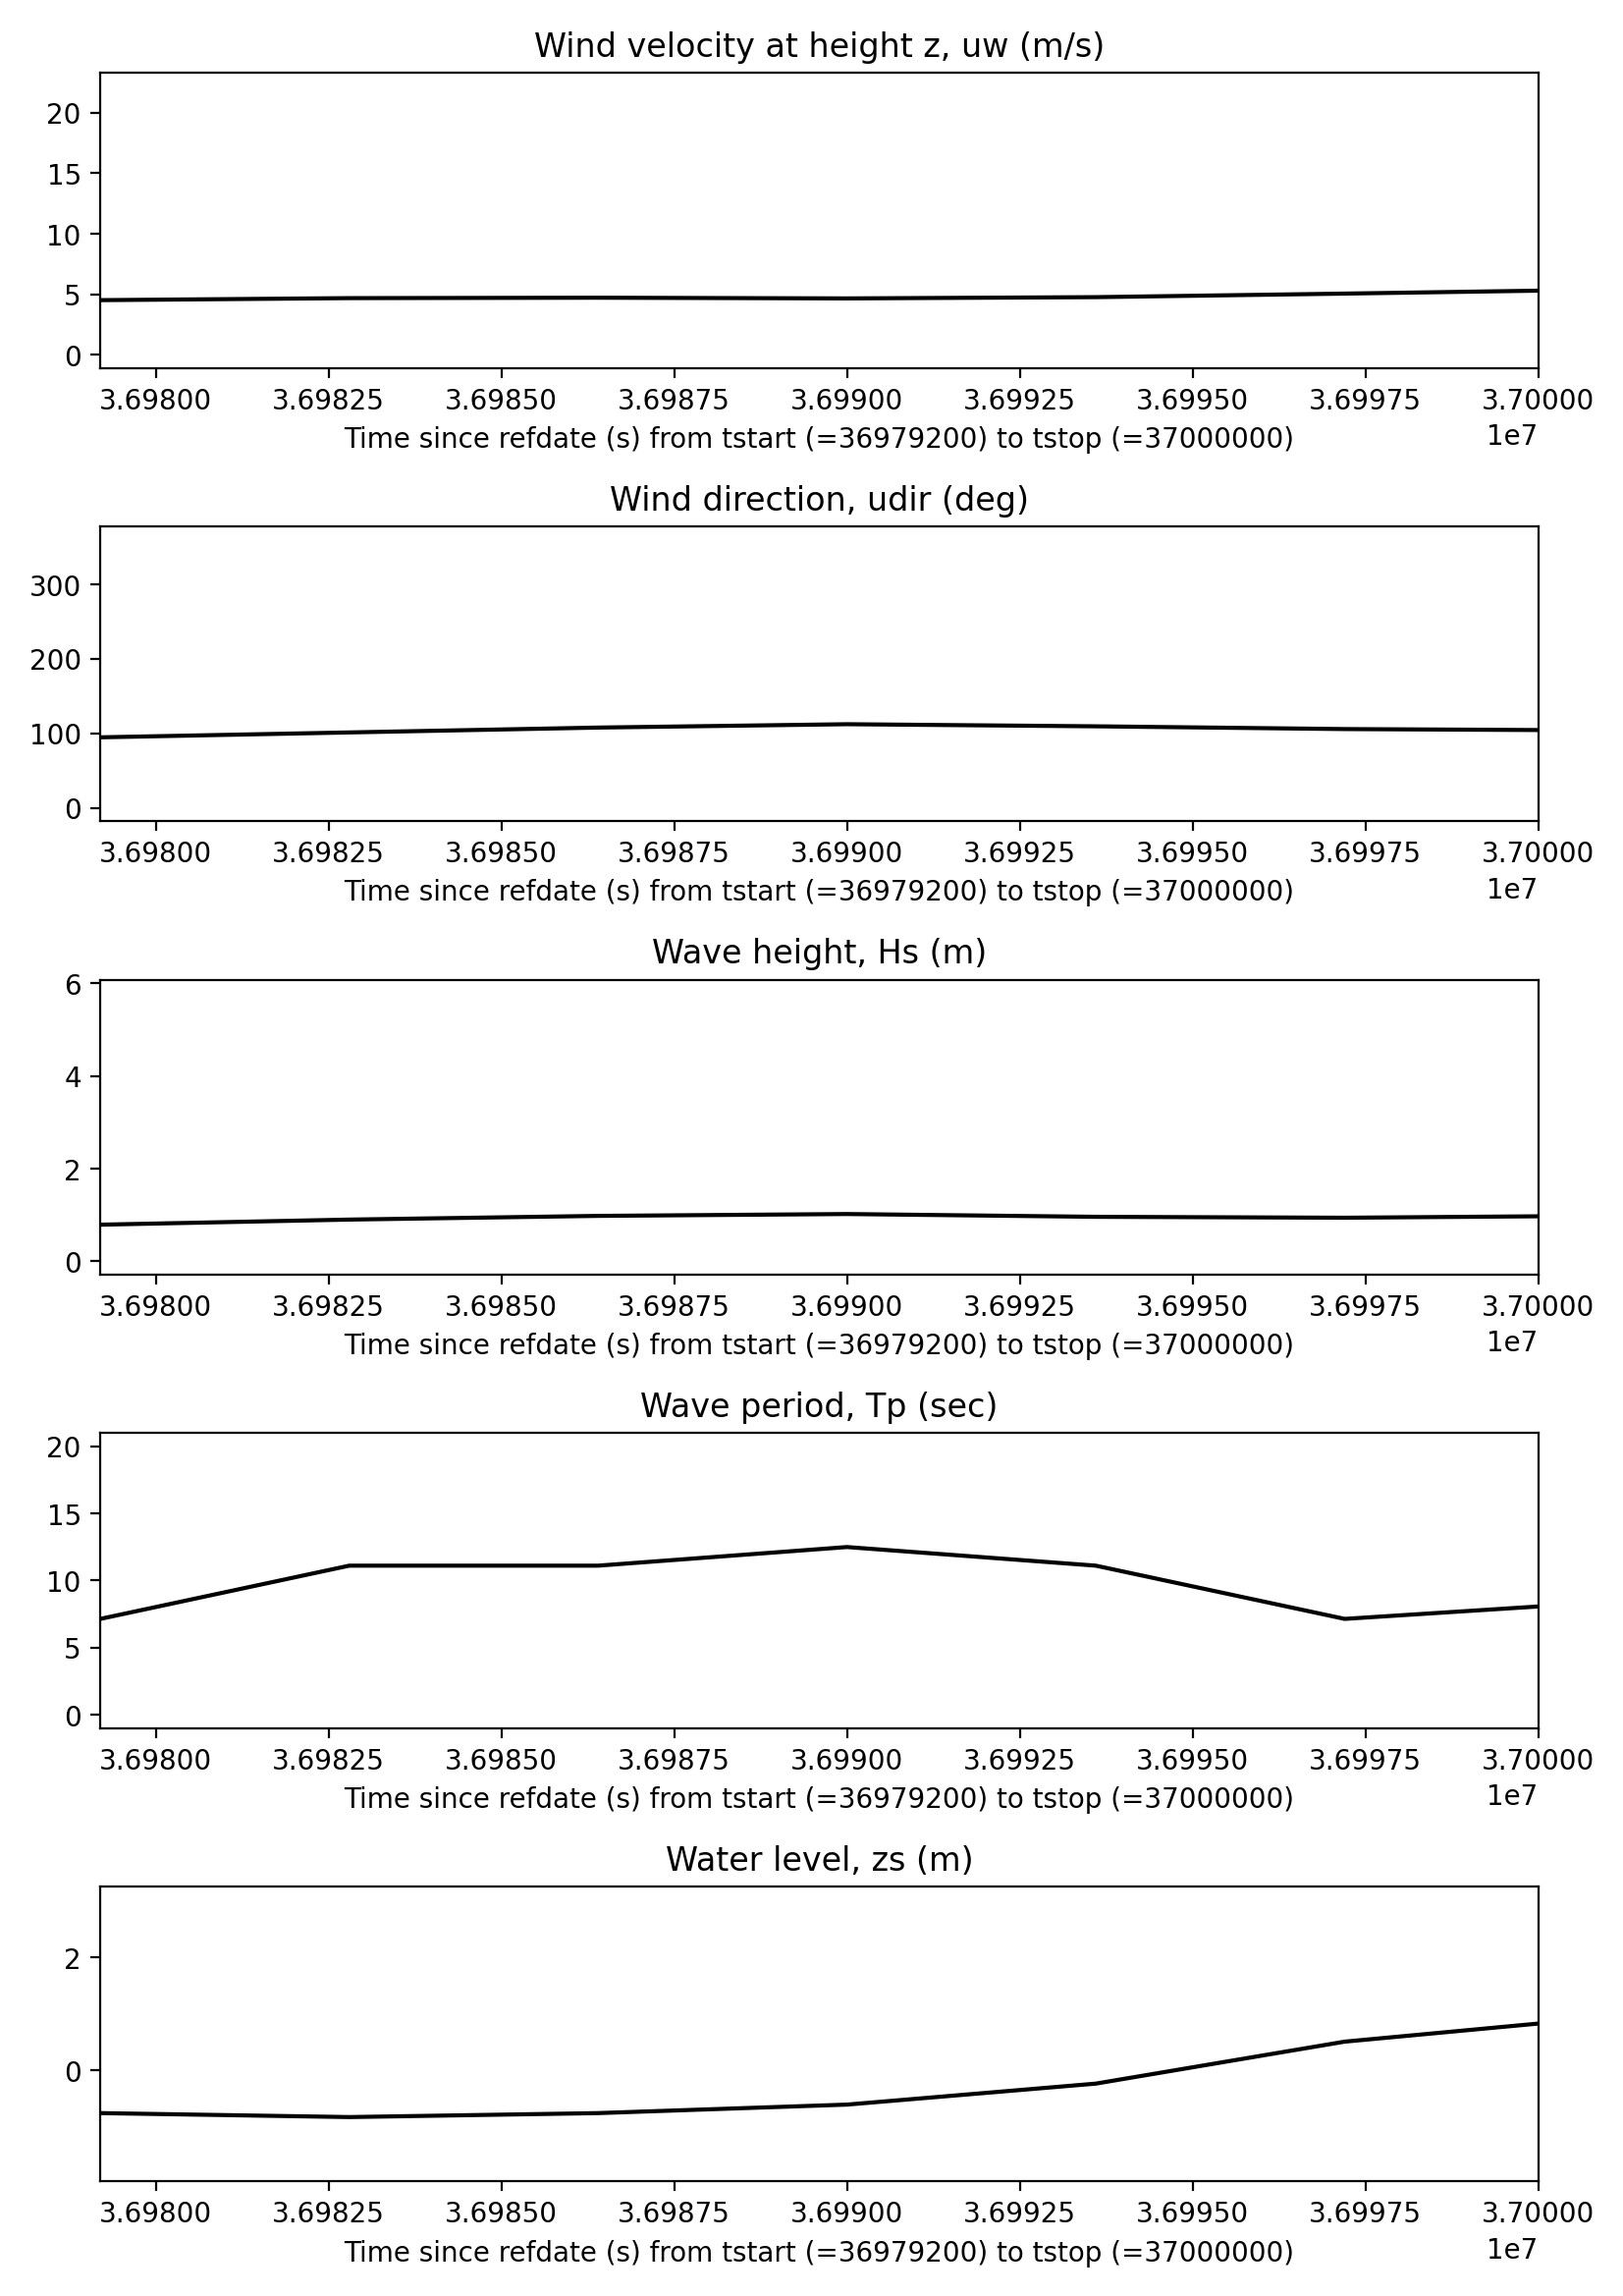 Wind velocity at height z, uw (m/s)
20
15
10
5
0
3.69800 3.69825 3.69850 3.69875 3.69900 3.69925 3.69950 3.69975 3.70000
Time since refdate (s) from tstart (=36979200) to tstop (=37000000)
1e7
Wind direction, udir (deg)
300
200
100
0
3.69800 3.69825 3.69850 3.69875 3.69900 3.69925 3.69950 3.69975 3.70000
Time since refdate (s) from tstart (=36979200) to tstop (=37000000)
1e7
Wave height, Hs (m)
6
4
2
0
3.69800 3.69825 3.69850 3.69875 3.69900 3.69925 3.69950 3.69975 3.70000
Time since refdate (s) from tstart (=36979200) to tstop (=37000000)
1e7
Wave period, Tp (sec)
20
15
10
5
0
3.69800 3.69825 3.69850 3.69875 3.69900 3.69925 3.69950 3.69975 3.70000
Time since refdate (s) from tstart (=36979200) to tstop (=37000000)
1e7
Water level, zs (m)
2
0
3.69800 3.69825 3.69850 3.69875 3.69900 3.69925 3.69950 3.69975 3.70000
Time since refdate (s) from tstart (=36979200) to tstop (=37000000)
1e7